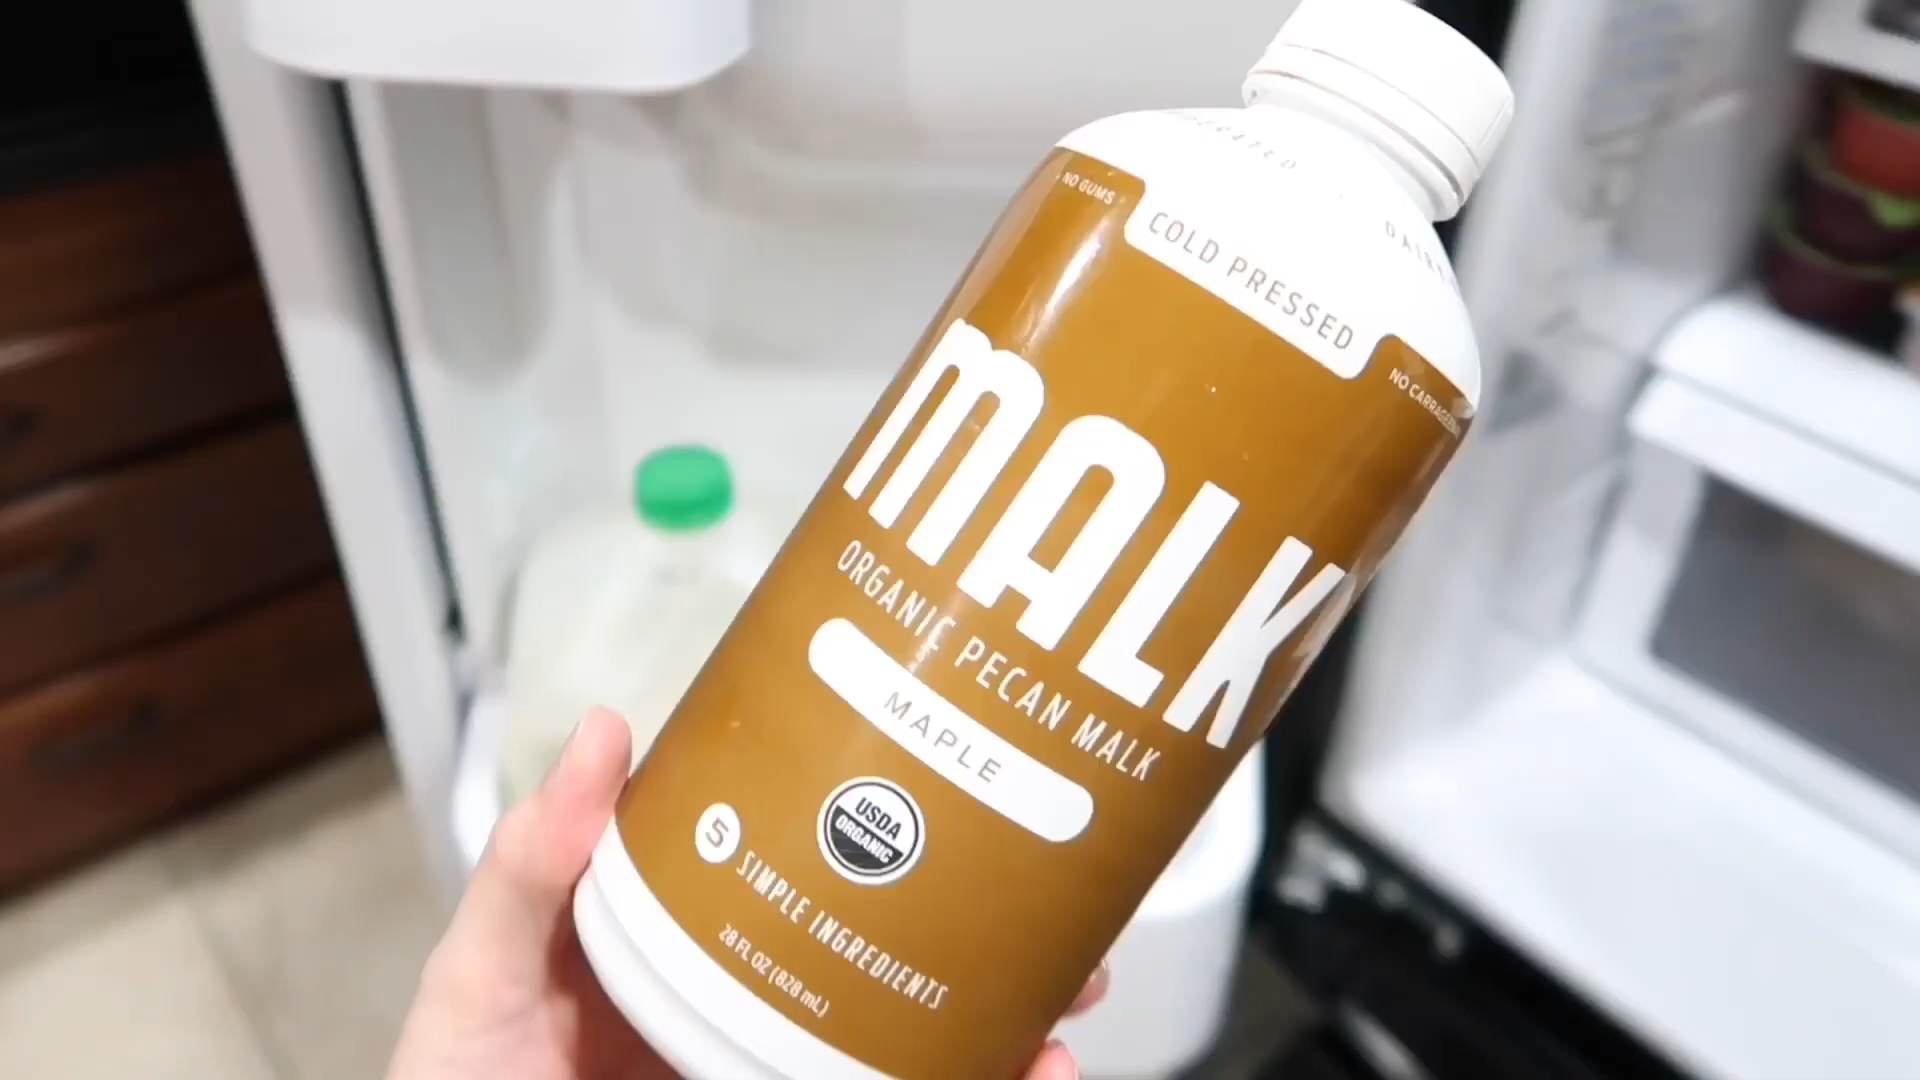 NO GUMS
COLD PRESSED
NO CARRAGEENAN
MALK
ORGANIC PECAN MALK
MAPLE
USDA
ORGANIC
5 SIMPLE INGREDIENTS
28 FL OZ (828 mL)